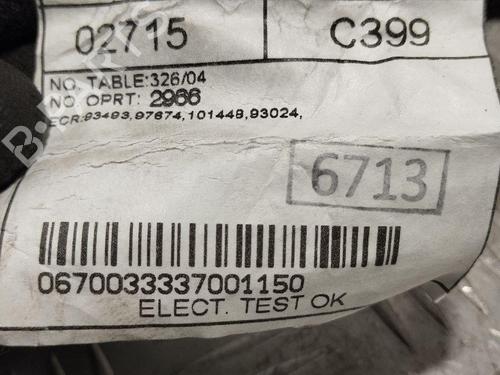 02715
C399
NO. TABLE:326/04
NO OPRT: 2966
ECR:93493,97674,101448,93024,
6713
0670033337001150
ELECT. TEST OK